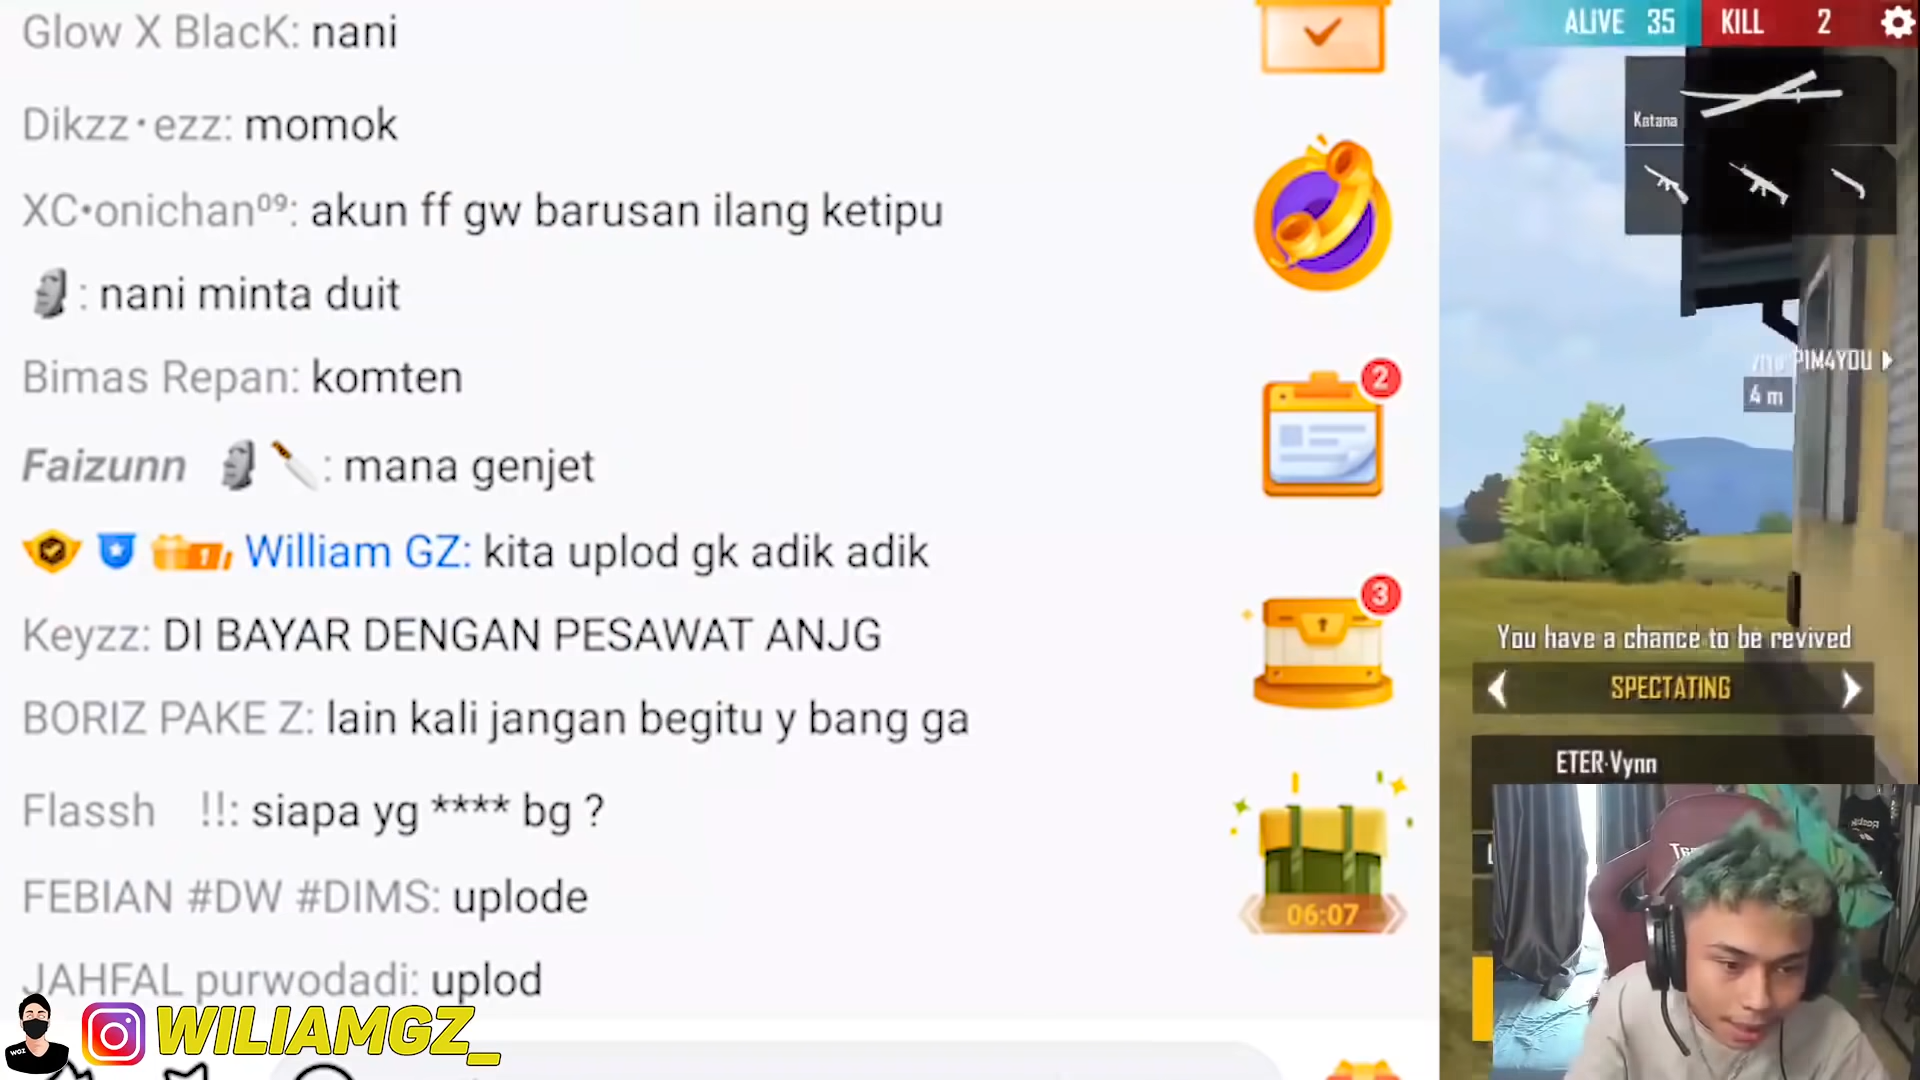 Glow X BlacK: nani
Dikzz•ezz: momok
XC•onichan⁰⁹: akun ff gw barusan ilang ketipu
: nani minta duit
Bimas Repan: komten
Faizunn : mana genjet
1 William GZ: kita uplod gk adik adik
Keyzz: DI BAYAR DENGAN PESAWAT ANJG
BORIZ PAKE Z: lain kali jangan begitu y bang ga
Flassh !!: siapa yg **** bg ?
FEBIAN #DW #DIMS: uplode
JAHFAL purwodadi: uplod
WILIAMGZ_
WGZ
2
3
06:07
ALIVE 35 KILL 2
Katana
PIM4YOU
4 m
You have a chance to be revived
SPECTATING
ETER·Vynn